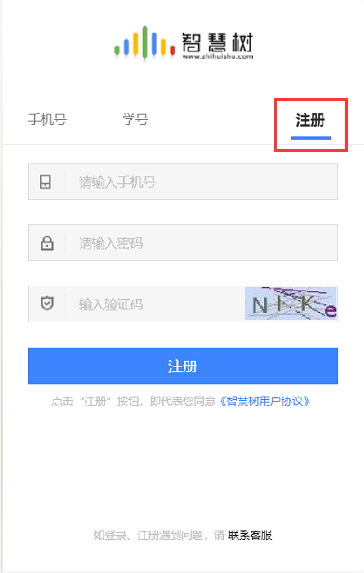 智慧树
www.zhihuishu.com
手机号 学号 注册
请输入手机号
请输入密码
输入验证码 NIKe
注册
点击“注册”按钮，即代表您同意《智慧树用户协议》
如登录、注册遇到问题，请 联系客服